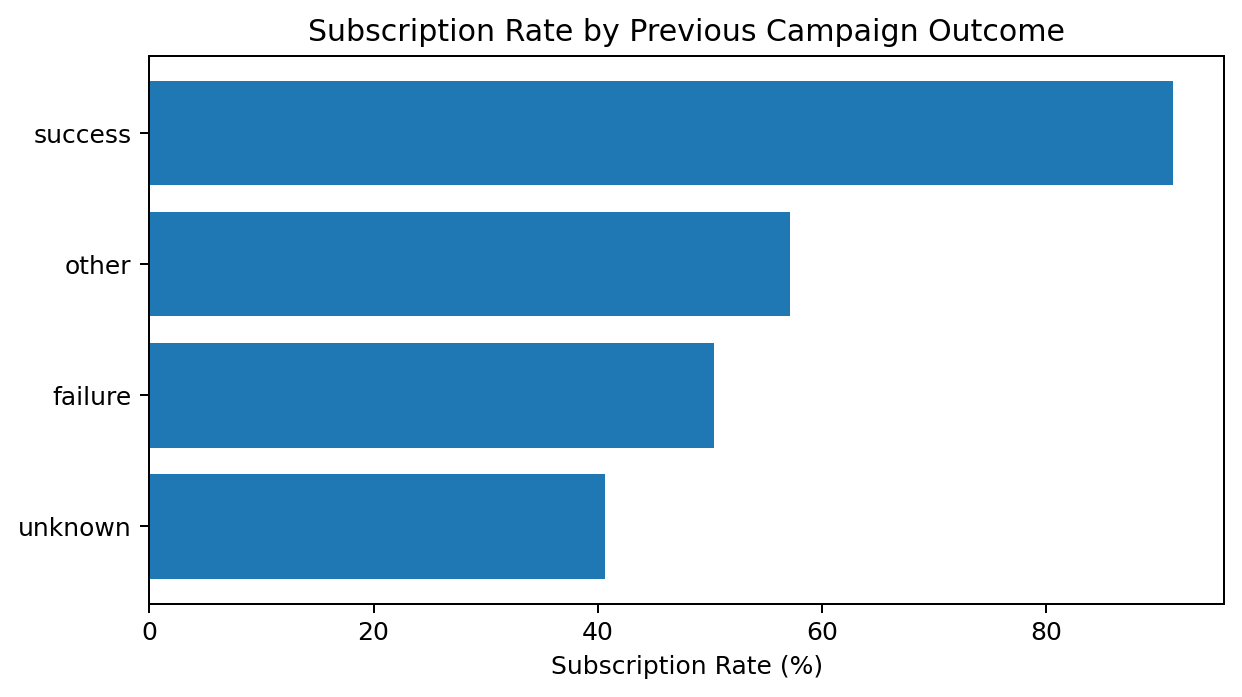 Subscription Rate by Previous Campaign Outcome
success
other
failure
unknown
0 20 40 60 80
Subscription Rate (%)